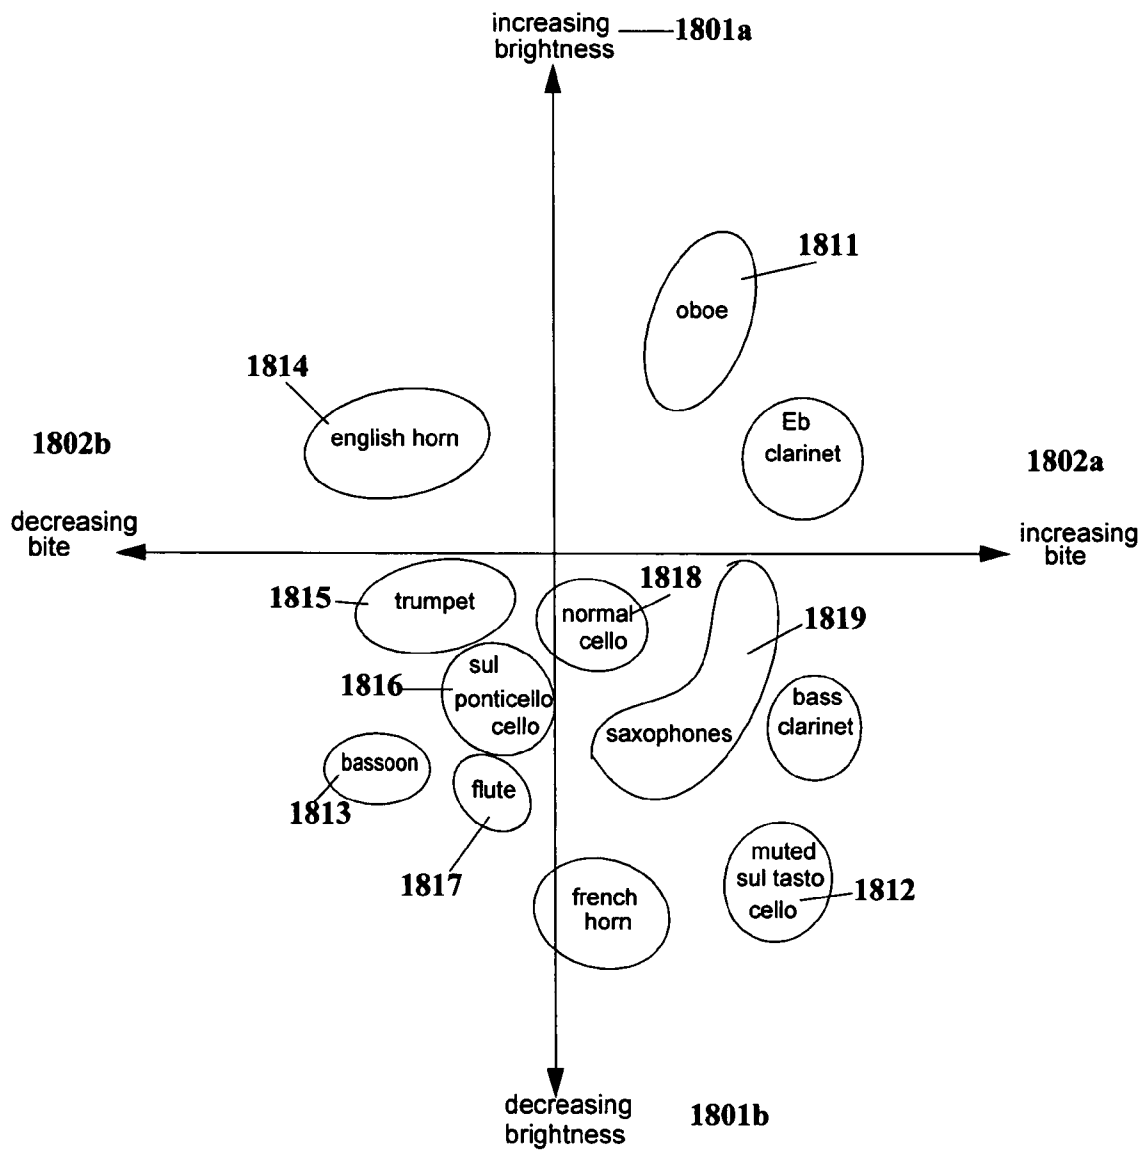 increasing
brightness
1801a
1811
oboe
1814
english horn
Eb
clarinet
1802b
1802a
decreasing
bite
increasing
bite
1815
trumpet
normal
cello
1818
1819
sul
ponticello
cello
1816
bass
clarinet
saxophones
bassoon
1813
flute
1817
muted
sul tasto
cello
1812
french
horn
decreasing
brightness
1801b